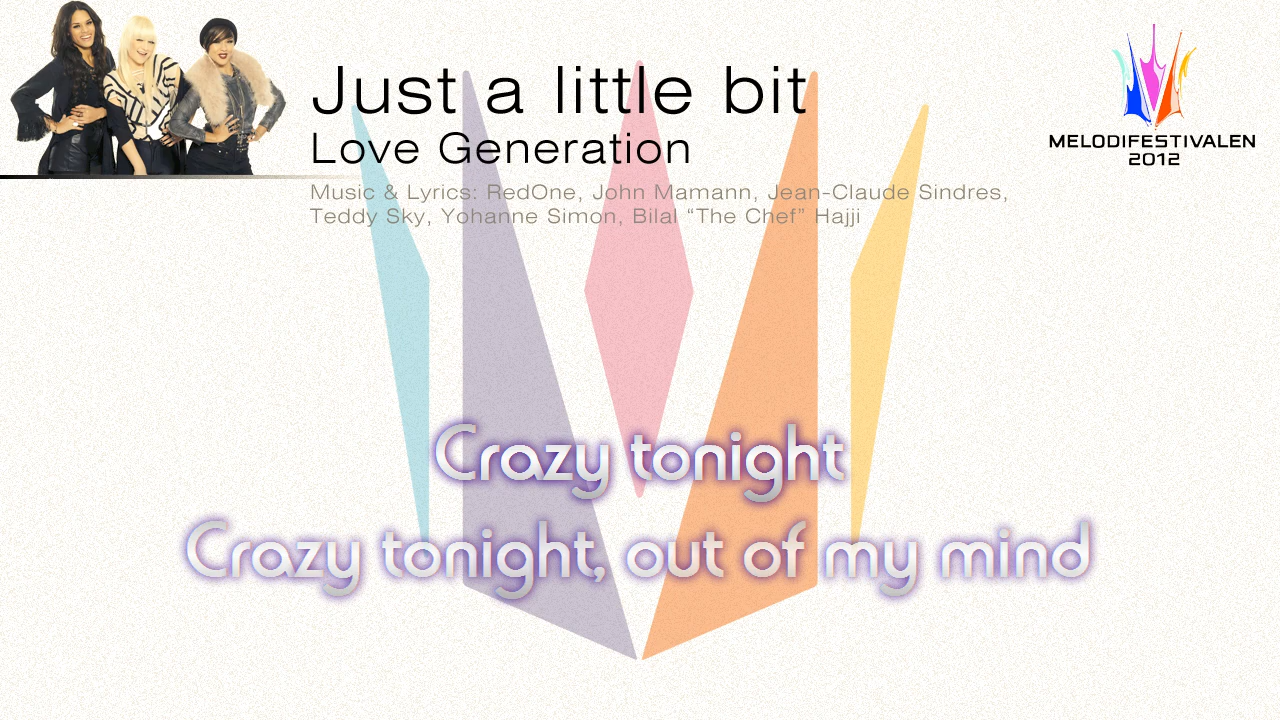 Just a little bit
Love Generation
Music & Lyrics: RedOne, John Mamann, Jean-Claude Sindres,
Teddy Sky, Yohanne Simon, Bilal “The Chef” Hajji
MELODIFESTIVALEN
2012
Crazy tonight
Crazy tonight, out of my mind